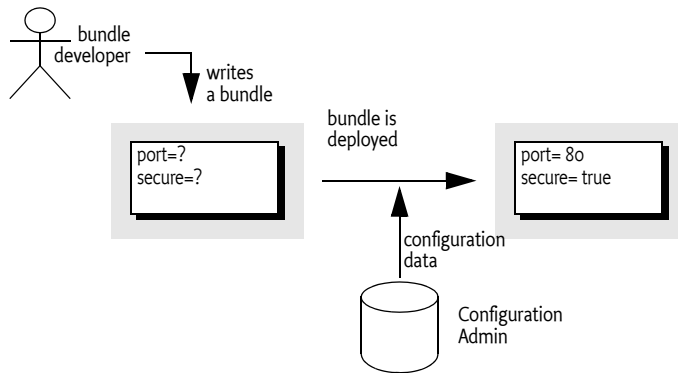 bundle
developer
writes
a bundle
bundle is
deployed
port=?
secure=?
port= 80
secure= true
configuration
data
Configuration
Admin